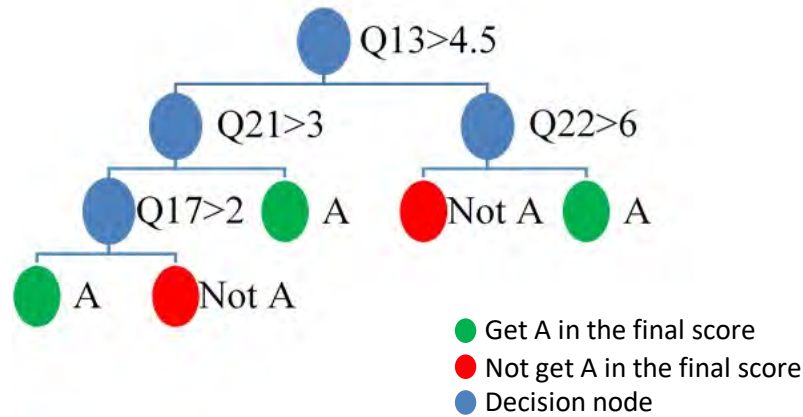 Q13>4.5
Q21>3
Q22>6
Q17>2
A
Not A
A
A
Not A
Get A in the final score
Not get A in the final score
Decision node